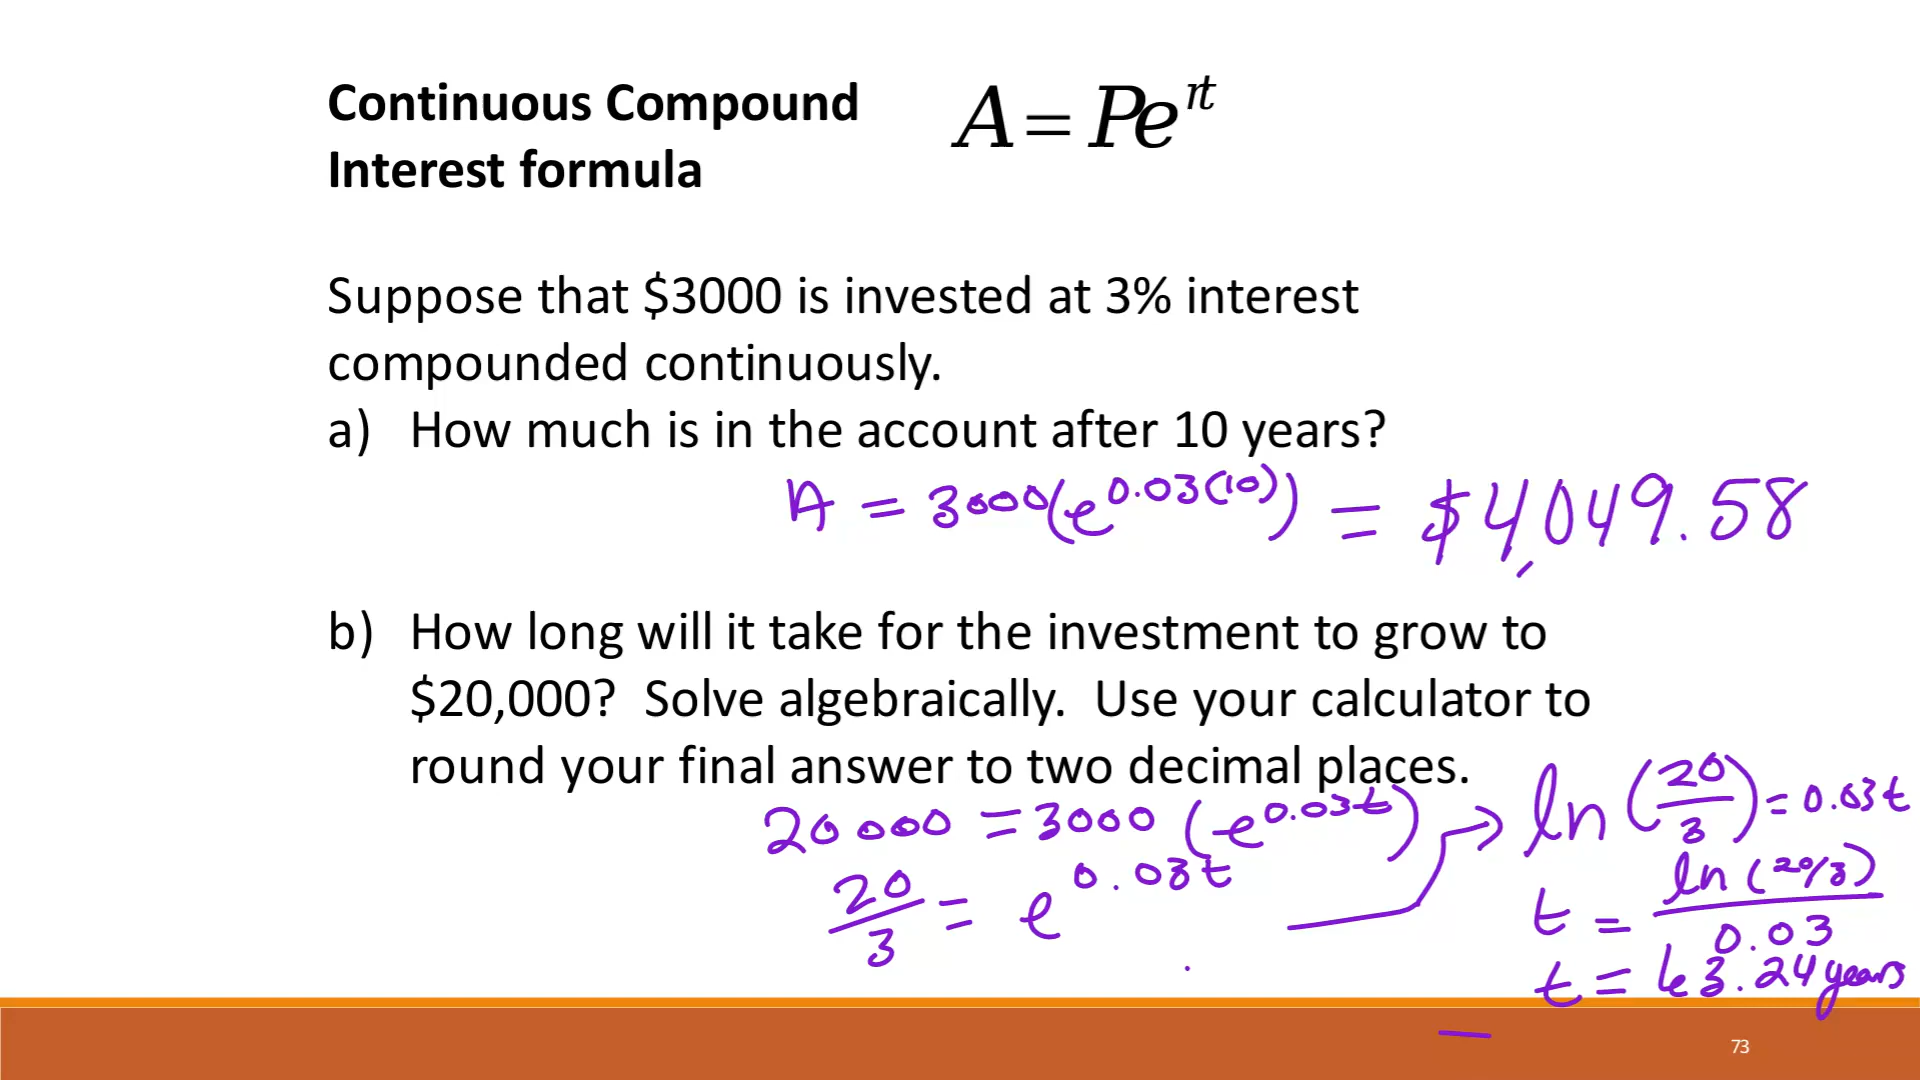 Continuous Compound
Interest formula
A = Pe^{rt}
Suppose that $3000 is invested at 3% interest
compounded continuously.
a) How much is in the account after 10 years?
A = 3000(e^{0.03(10)}) = $4,049.58
b) How long will it take for the investment to grow to
$20,000? Solve algebraically. Use your calculator to
round your final answer to two decimal places.
20000 = 3000 (e^{0.03t})
20/3 = e^{0.03t}
ln(20/3) = 0.03t
t = ln(20/3)/0.03
t = 63.24 years
73